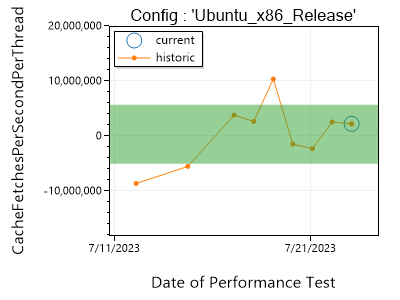 Config : 'Ubuntu_x86_Release'
CacheFetchesPerSecondPerThread
20,000,000
current
historic
10,000,000
0
-10,000,000
7/11/2023
7/21/2023
Date of Performance Test